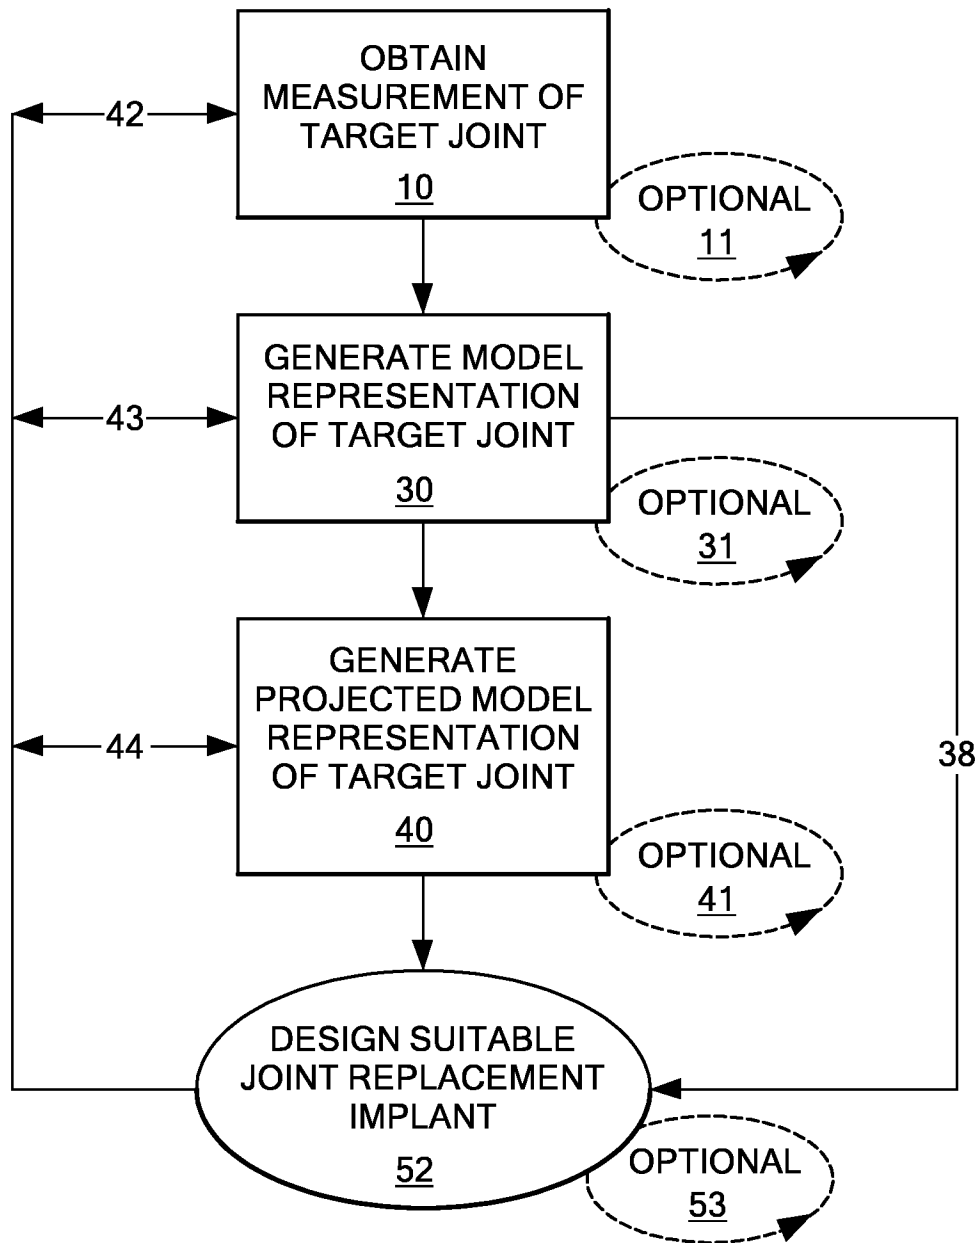 OBTAIN
MEASUREMENT OF
TARGET JOINT
10
42
OPTIONAL
11
GENERATE MODEL
REPRESENTATION
OF TARGET JOINT
30
43
OPTIONAL
31
GENERATE
PROJECTED MODEL
REPRESENTATION
OF TARGET JOINT
40
44
38
OPTIONAL
41
DESIGN SUITABLE
JOINT REPLACEMENT
IMPLANT
52
OPTIONAL
53